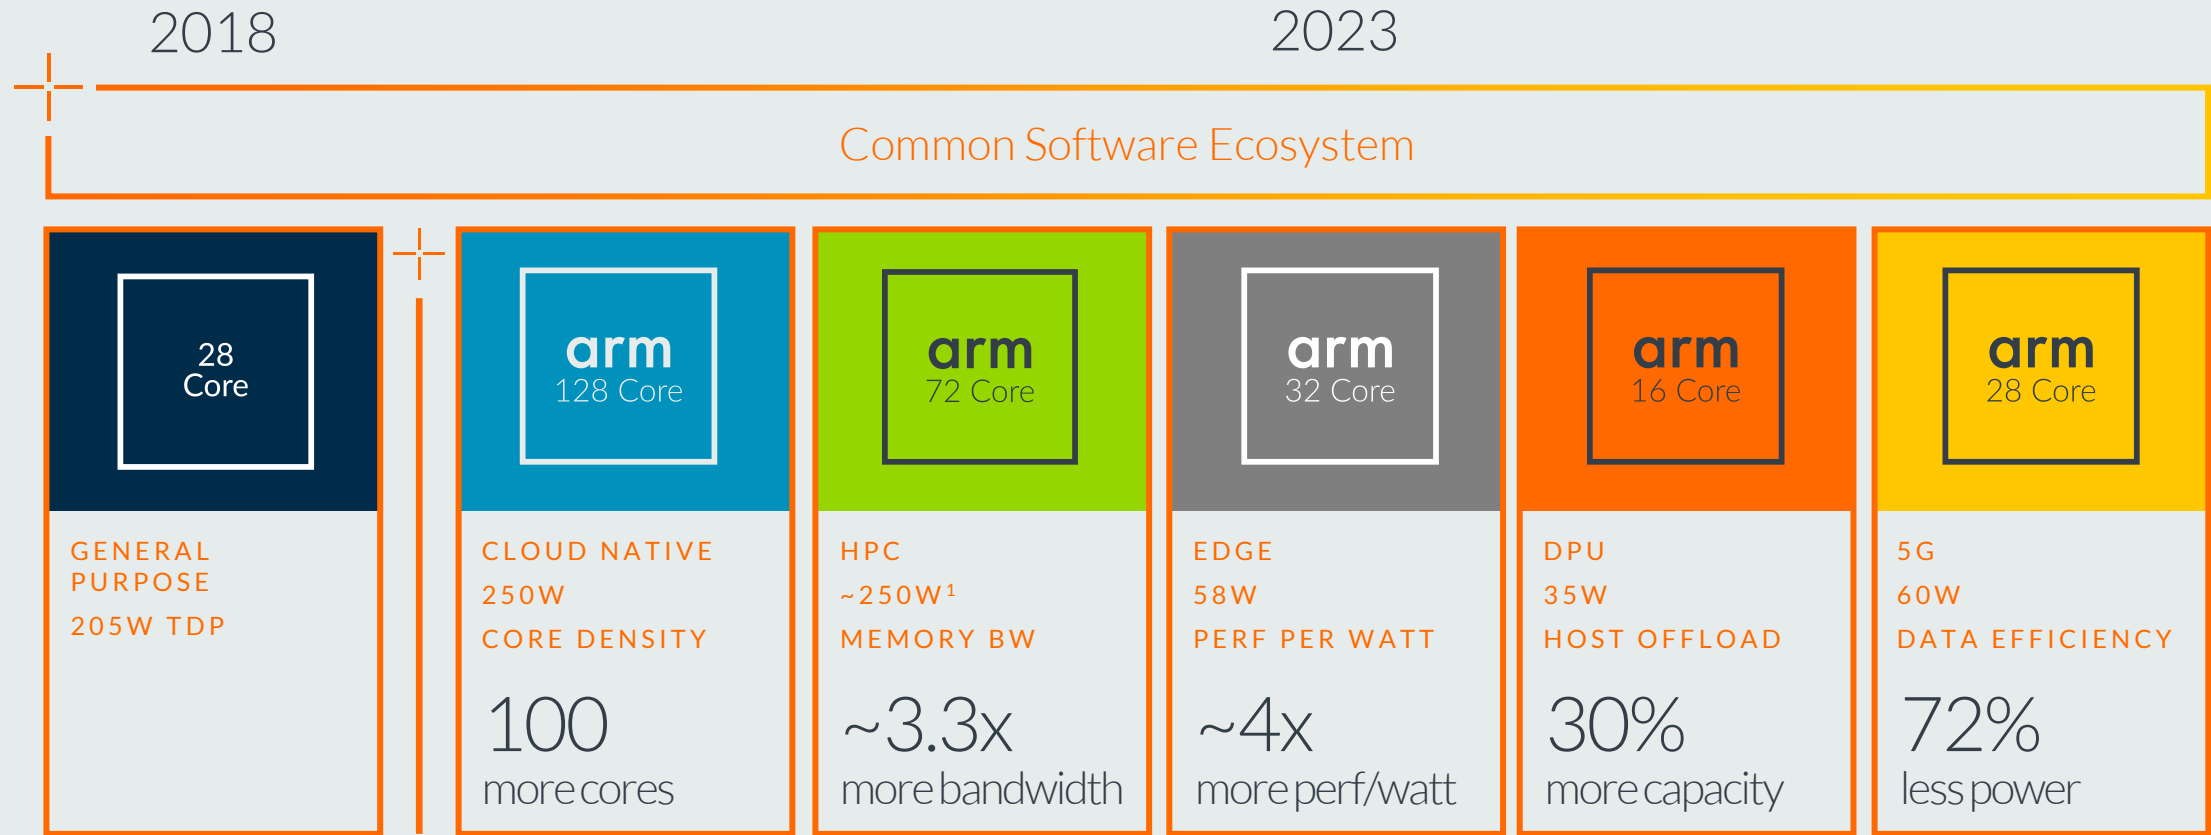 2018
2023
Common Software Ecosystem
28
Core
GENERAL
PURPOSE
205W TDP
arm
128 Core
CLOUD NATIVE
250W
CORE DENSITY
100
more cores
arm
72 Core
HPC
~250W¹
MEMORY BW
~3.3x
more bandwidth
arm
32 Core
EDGE
58W
PERF PER WATT
~4x
more perf/watt
arm
16 Core
DPU
35W
HOST OFFLOAD
30%
more capacity
arm
28 Core
5G
60W
DATA EFFICIENCY
72%
less power